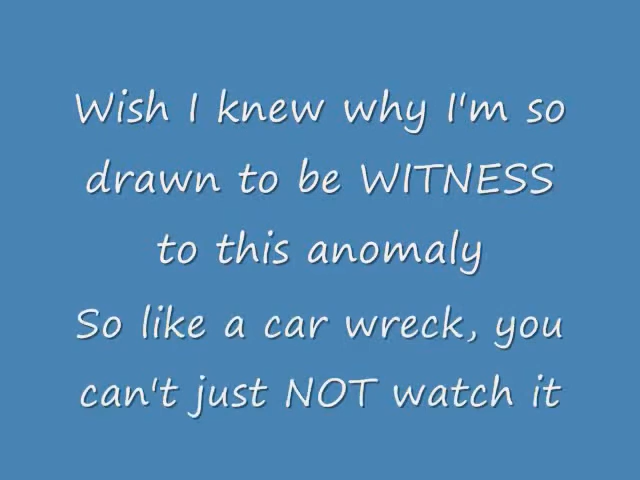 Wish I knew why I'm so
drawn to be WITNESS
to this anomaly
So like a car wreck, you
can't just NOT watch it